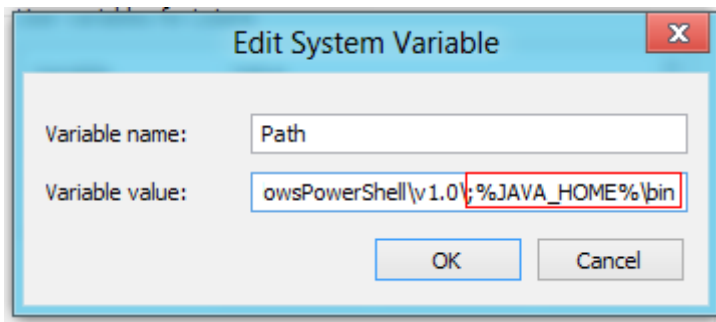 Edit System Variable
Variable name: Path
Variable value: owsPowerShell\v1.0\;%JAVA_HOME%\bin
OK Cancel